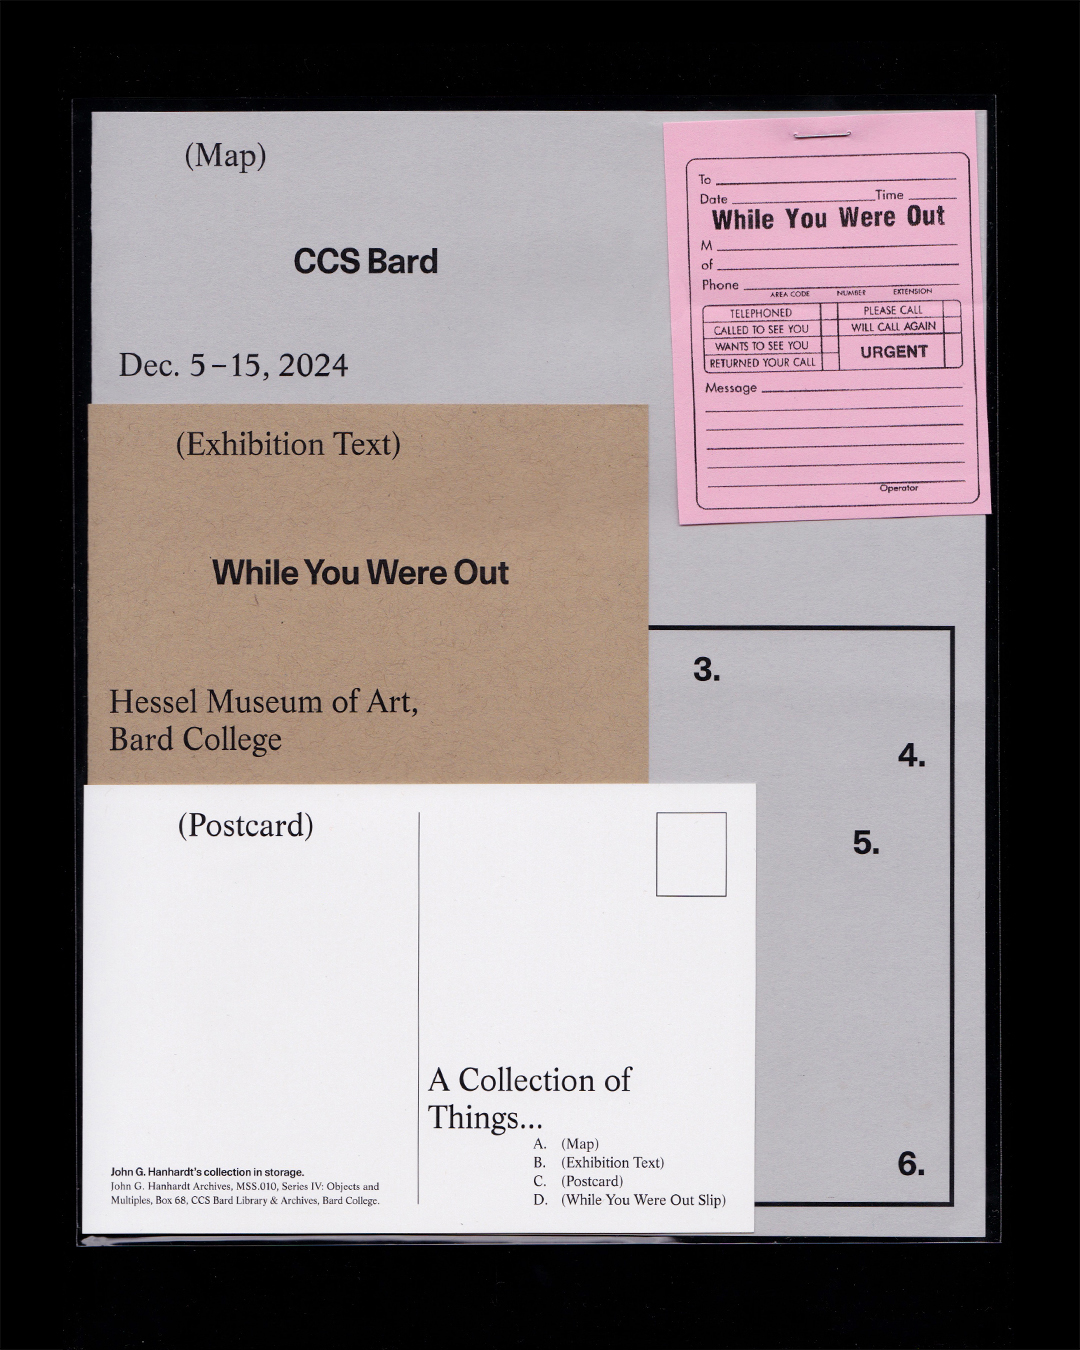 (Map)
CCS Bard
Dec. 5–15, 2024
To
Date Time
While You Were Out
M
of
Phone
AREA CODE NUMBER EXTENSION
TELEPHONED PLEASE CALL
CALLED TO SEE YOU WILL CALL AGAIN
WANTS TO SEE YOU URGENT
RETURNED YOUR CALL
Message
Operator
(Exhibition Text)
While You Were Out
Hessel Museum of Art,
Bard College
3.
4.
5.
6.
(Postcard)
A Collection of
Things...
A. (Map)
B. (Exhibition Text)
C. (Postcard)
D. (While You Were Out Slip)
John G. Hanhardt's collection in storage.
John G. Hanhardt Archives, MSS.010, Series IV: Objects and
Multiples, Box 68, CCS Bard Library & Archives, Bard College.